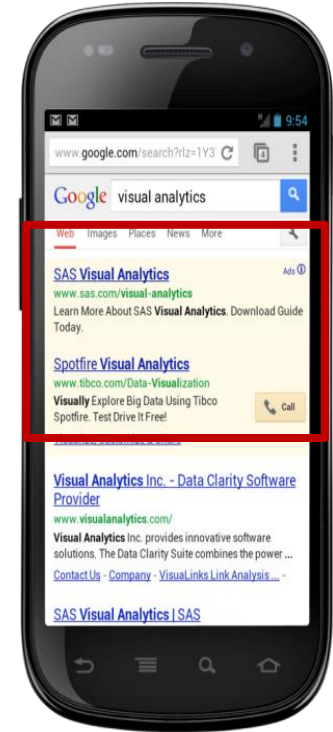 9:54
www.google.com/search?rlz=1Y3
4
Google visual analytics
Web Images Places News More
SAS Visual Analytics
Ads
www.sas.com/visual-analytics
Learn More About SAS Visual Analytics. Download Guide
Today.
Spotfire Visual Analytics
www.tibco.com/Data-Visualization
Visually Explore Big Data Using Tibco
Spotfire. Test Drive It Free!
Call
Visualize, Customize & Share
Visual Analytics Inc. - Data Clarity Software
Provider
www.visualanalytics.com/
Visual Analytics Inc. provides innovative software
solutions. The Data Clarity Suite combines the power ...
Contact Us - Company - VisuaLinks Link Analysis ... -
SAS Visual Analytics | SAS